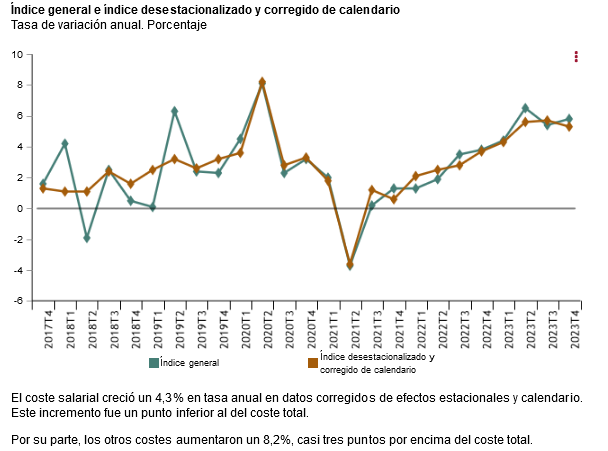 Índice general e índice desestacionalizado y corregido de calendario
Tasa de variación anual. Porcentaje
10
8
6
4
2
0
-2
-4
-6
2017T4
2018T1
2018T2
2018T3
2018T4
2019T1
2019T2
2019T3
2019T4
2020T1
2020T2
2020T3
2020T4
2021T1
2021T2
2021T3
2021T4
2022T1
2022T2
2022T3
2022T4
2023T1
2023T2
2023T3
2023T4
Índice general
Índice desestacionalizado y
corregido de calendario
El coste salarial creció un 4,3% en tasa anual en datos corregidos de efectos estacionales y calendario.
Este incremento fue un punto inferior al del coste total.
Por su parte, los otros costes aumentaron un 8,2%, casi tres puntos por encima del coste total.